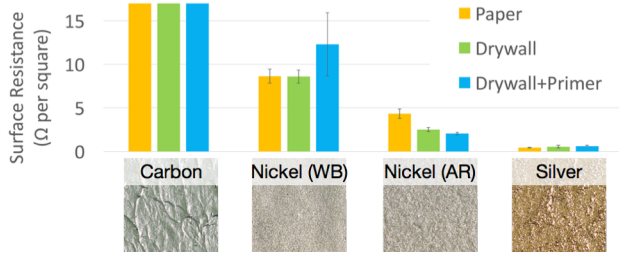 Surface Resistance
(Ω per square)
15
10
5
0
Paper
Drywall
Drywall+Primer
Carbon
Nickel (WB)
Nickel (AR)
Silver